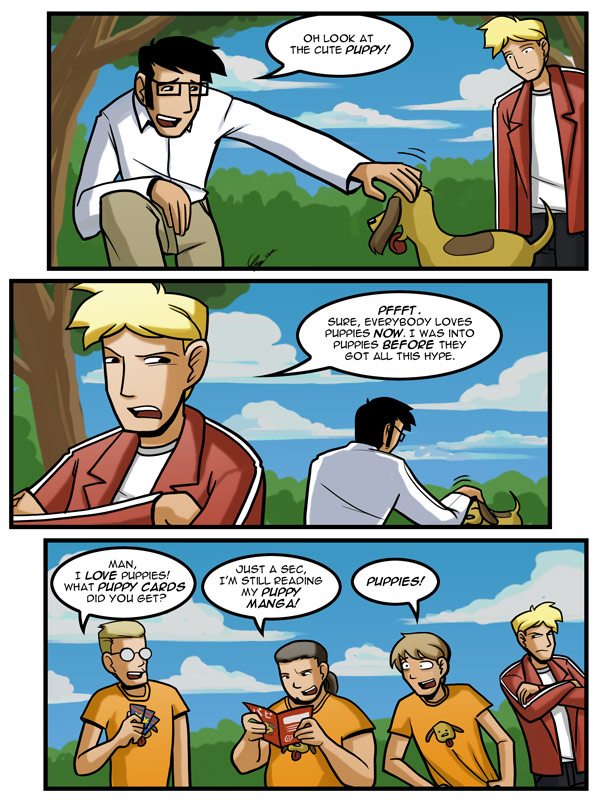 OH LOOK AT
THE CUTE PUPPY!
PFFFT.
SURE, EVERYBODY LOVES
PUPPIES NOW. I WAS INTO
PUPPIES BEFORE THEY
GOT ALL THIS HYPE.
MAN,
I LOVE PUPPIES!
WHAT PUPPY CARDS
DID YOU GET?
JUST A SEC,
I'M STILL READING
MY PUPPY
MANGA!
PUPPIES!